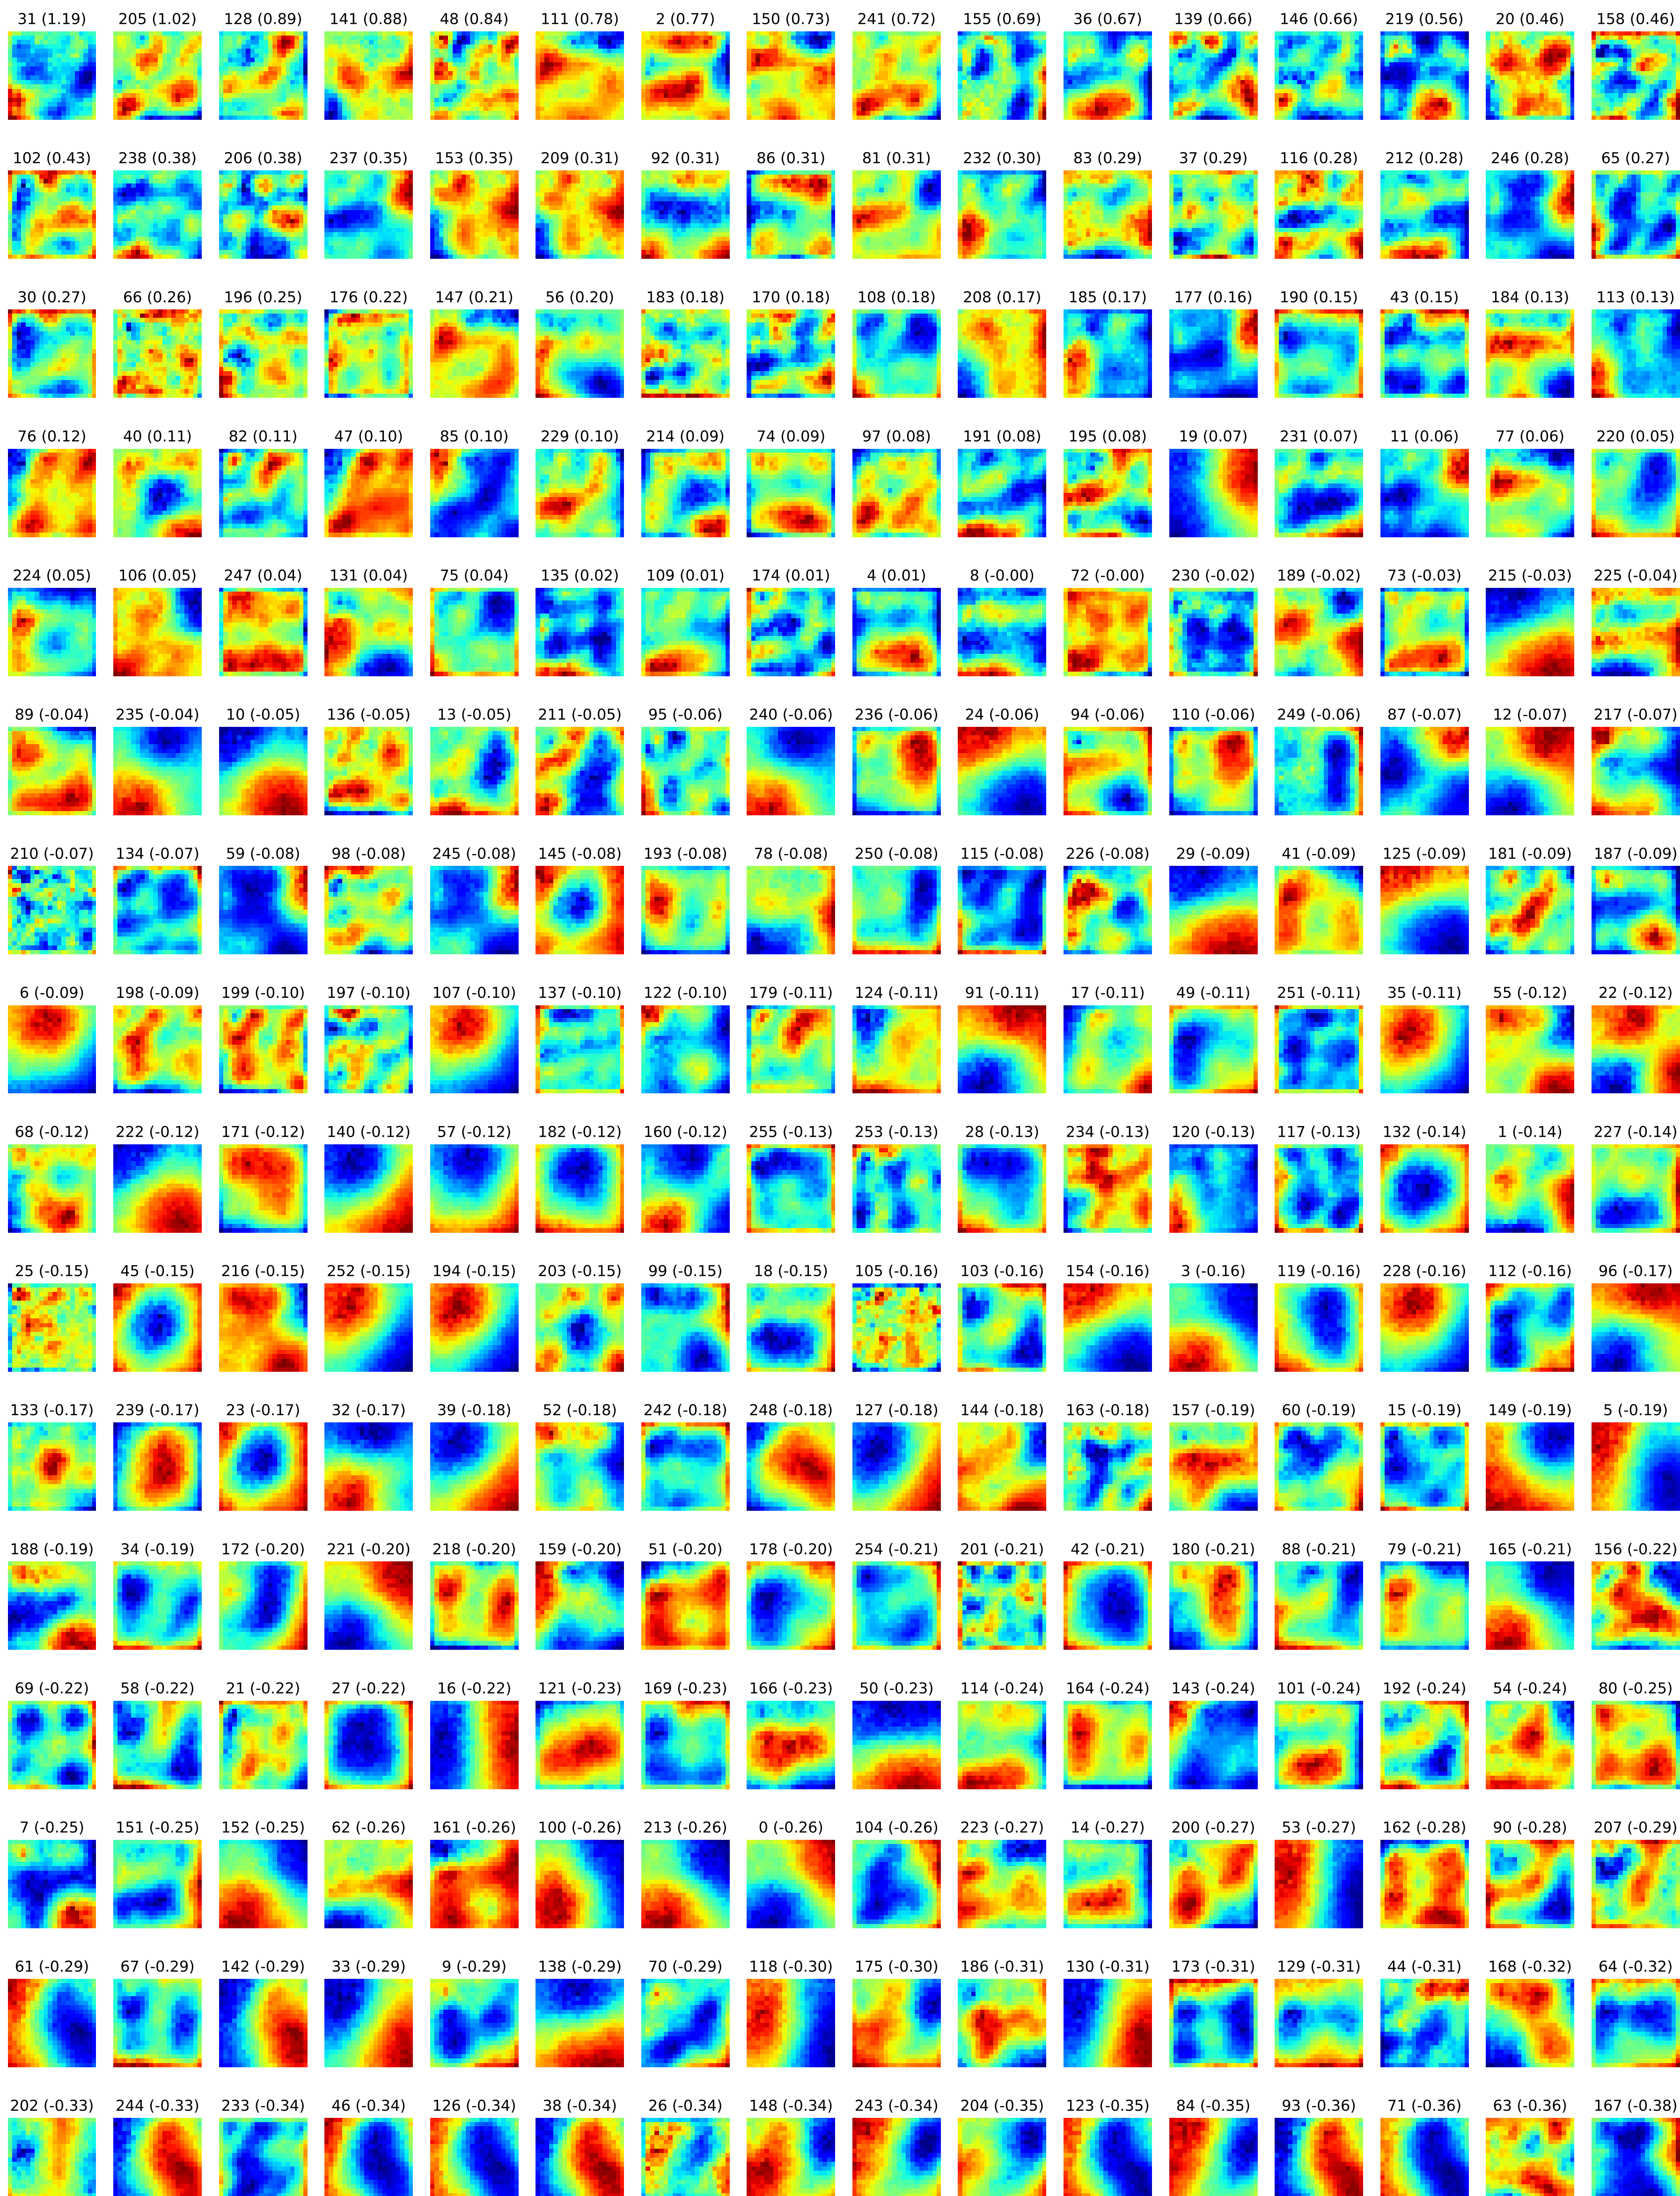 31 (1.19) 205 (1.02) 128 (0.89) 141 (0.88) 48 (0.84) 111 (0.78) 2 (0.77) 150 (0.73) 241 (0.72) 155 (0.69) 36 (0.67) 139 (0.66) 146 (0.66) 219 (0.56) 20 (0.46) 158 (0.46)
102 (0.43) 238 (0.38) 206 (0.38) 237 (0.35) 153 (0.35) 209 (0.31) 92 (0.31) 86 (0.31) 81 (0.31) 232 (0.30) 83 (0.29) 37 (0.29) 116 (0.28) 212 (0.28) 246 (0.28) 65 (0.27)
30 (0.27) 66 (0.26) 196 (0.25) 176 (0.22) 147 (0.21) 56 (0.20) 183 (0.18) 170 (0.18) 108 (0.18) 208 (0.17) 185 (0.17) 177 (0.16) 190 (0.15) 43 (0.15) 184 (0.13) 113 (0.13)
76 (0.12) 40 (0.11) 82 (0.11) 47 (0.10) 85 (0.10) 229 (0.10) 214 (0.09) 74 (0.09) 97 (0.08) 191 (0.08) 195 (0.08) 19 (0.07) 231 (0.07) 11 (0.06) 77 (0.06) 220 (0.05)
224 (0.05) 106 (0.05) 247 (0.04) 131 (0.04) 75 (0.04) 135 (0.02) 109 (0.01) 174 (0.01) 4 (0.01) 8 (-0.00) 72 (-0.00) 230 (-0.02) 189 (-0.02) 73 (-0.03) 215 (-0.03) 225 (-0.04)
89 (-0.04) 235 (-0.04) 10 (-0.05) 136 (-0.05) 13 (-0.05) 211 (-0.05) 95 (-0.06) 240 (-0.06) 236 (-0.06) 24 (-0.06) 94 (-0.06) 110 (-0.06) 249 (-0.06) 87 (-0.07) 12 (-0.07) 217 (-0.07)
210 (-0.07) 134 (-0.07) 59 (-0.08) 98 (-0.08) 245 (-0.08) 145 (-0.08) 193 (-0.08) 78 (-0.08) 250 (-0.08) 115 (-0.08) 226 (-0.08) 29 (-0.09) 41 (-0.09) 125 (-0.09) 181 (-0.09) 187 (-0.09)
6 (-0.09) 198 (-0.09) 199 (-0.10) 197 (-0.10) 107 (-0.10) 137 (-0.10) 122 (-0.10) 179 (-0.11) 124 (-0.11) 91 (-0.11) 17 (-0.11) 49 (-0.11) 251 (-0.11) 35 (-0.11) 55 (-0.12) 22 (-0.12)
68 (-0.12) 222 (-0.12) 171 (-0.12) 140 (-0.12) 57 (-0.12) 182 (-0.12) 160 (-0.12) 255 (-0.13) 253 (-0.13) 28 (-0.13) 234 (-0.13) 120 (-0.13) 117 (-0.13) 132 (-0.14) 1 (-0.14) 227 (-0.14)
25 (-0.15) 45 (-0.15) 216 (-0.15) 252 (-0.15) 194 (-0.15) 203 (-0.15) 99 (-0.15) 18 (-0.15) 105 (-0.16) 103 (-0.16) 154 (-0.16) 3 (-0.16) 119 (-0.16) 228 (-0.16) 112 (-0.16) 96 (-0.17)
133 (-0.17) 239 (-0.17) 23 (-0.17) 32 (-0.17) 39 (-0.18) 52 (-0.18) 242 (-0.18) 248 (-0.18) 127 (-0.18) 144 (-0.18) 163 (-0.18) 157 (-0.19) 60 (-0.19) 15 (-0.19) 149 (-0.19) 5 (-0.19)
188 (-0.19) 34 (-0.19) 172 (-0.20) 221 (-0.20) 218 (-0.20) 159 (-0.20) 51 (-0.20) 178 (-0.20) 254 (-0.21) 201 (-0.21) 42 (-0.21) 180 (-0.21) 88 (-0.21) 79 (-0.21) 165 (-0.21) 156 (-0.22)
69 (-0.22) 58 (-0.22) 21 (-0.22) 27 (-0.22) 16 (-0.22) 121 (-0.23) 169 (-0.23) 166 (-0.23) 50 (-0.23) 114 (-0.24) 164 (-0.24) 143 (-0.24) 101 (-0.24) 192 (-0.24) 54 (-0.24) 80 (-0.25)
7 (-0.25) 151 (-0.25) 152 (-0.25) 62 (-0.26) 161 (-0.26) 100 (-0.26) 213 (-0.26) 0 (-0.26) 104 (-0.26) 223 (-0.27) 14 (-0.27) 200 (-0.27) 53 (-0.27) 162 (-0.28) 90 (-0.28) 207 (-0.29)
61 (-0.29) 67 (-0.29) 142 (-0.29) 33 (-0.29) 9 (-0.29) 138 (-0.29) 70 (-0.29) 118 (-0.30) 175 (-0.30) 186 (-0.31) 130 (-0.31) 173 (-0.31) 129 (-0.31) 44 (-0.31) 168 (-0.32) 64 (-0.32)
202 (-0.33) 244 (-0.33) 233 (-0.34) 46 (-0.34) 126 (-0.34) 38 (-0.34) 26 (-0.34) 148 (-0.34) 243 (-0.34) 204 (-0.35) 123 (-0.35) 84 (-0.35) 93 (-0.36) 71 (-0.36) 63 (-0.36) 167 (-0.38)